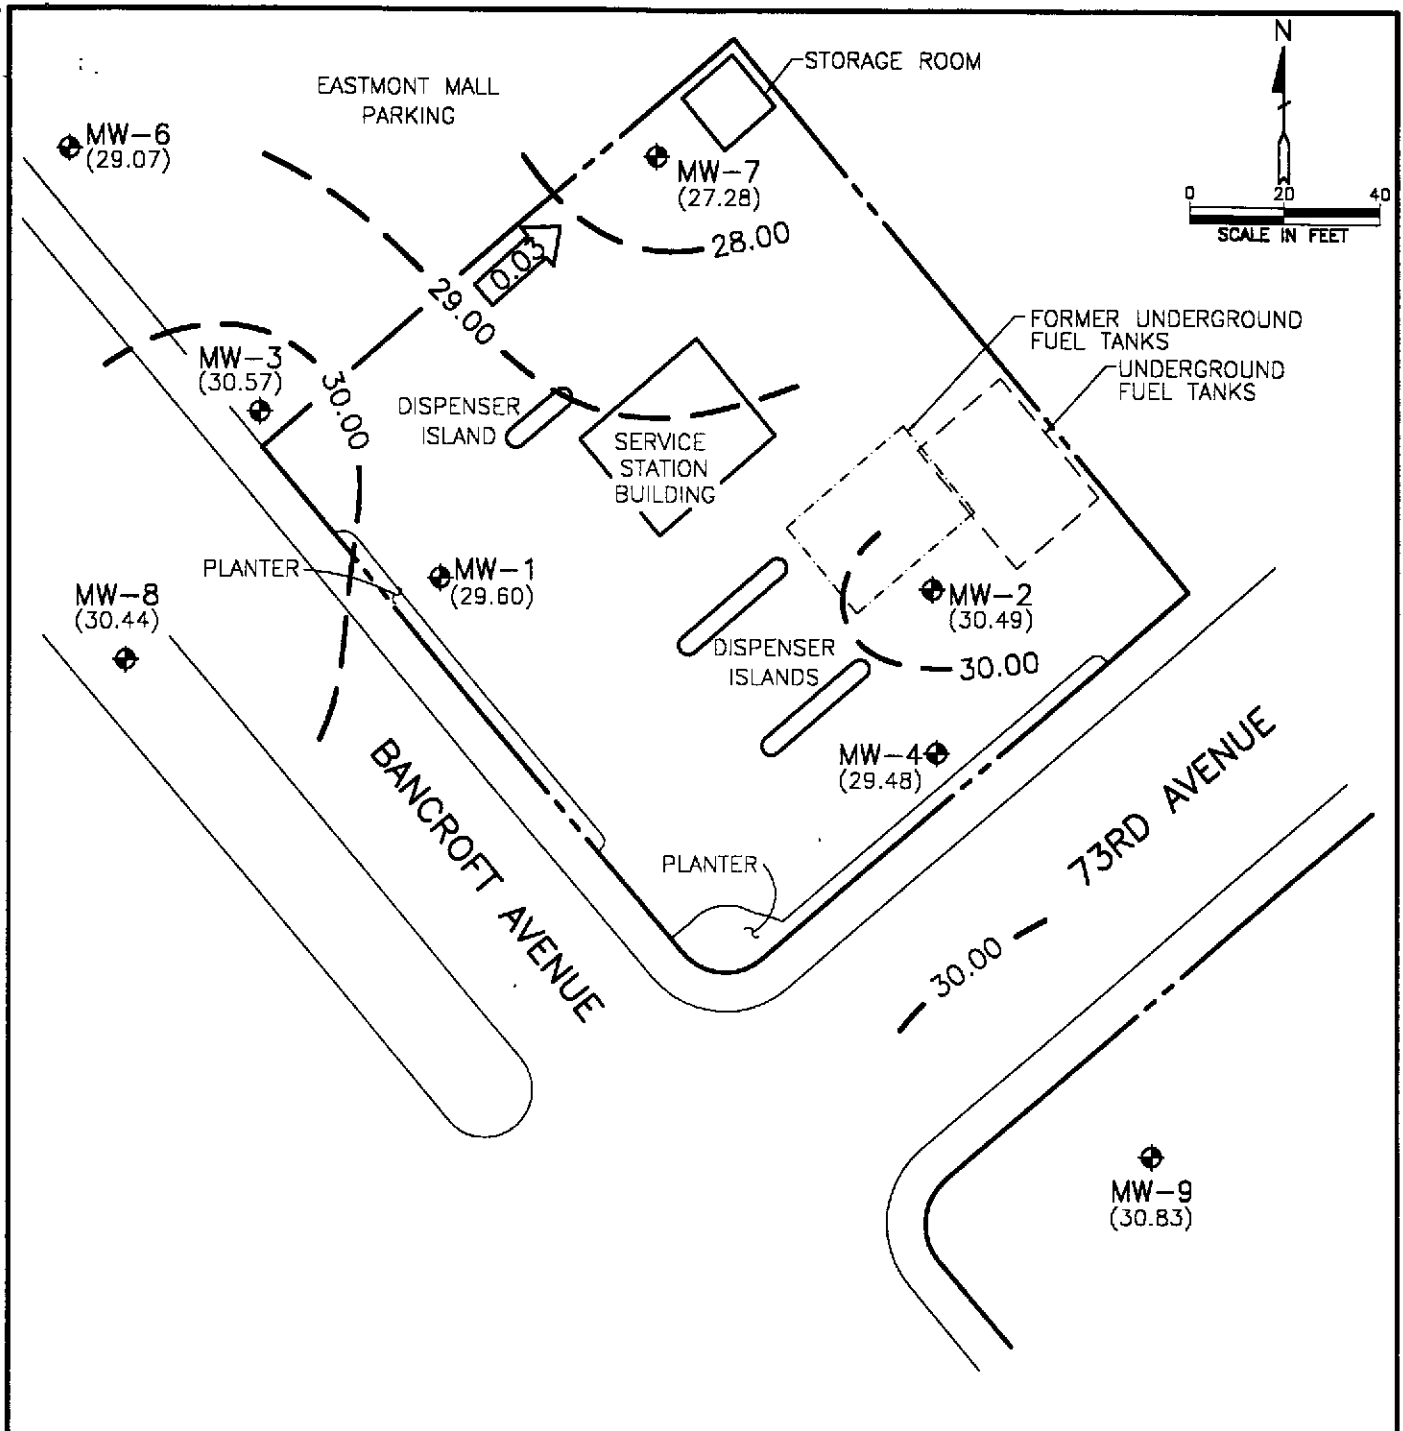 N
STORAGE ROOM
EASTMONT MALL
PARKING
MW-6
(29.07)
MW-7
(27.28)
0 20 40
SCALE IN FEET
28.00
0.03
29.00
FORMER UNDERGROUND
FUEL TANKS
UNDERGROUND
FUEL TANKS
MW-3
(30.57)
30.00
DISPENSER
ISLAND
SERVICE
STATION
BUILDING
PLANTER
MW-1
(29.60)
MW-8
(30.44)
MW-2
(30.49)
DISPENSER
ISLANDS
30.00
MW-4
(29.48)
BANCROFT AVENUE
73RD AVENUE
PLANTER
30.00
MW-9
(30.83)